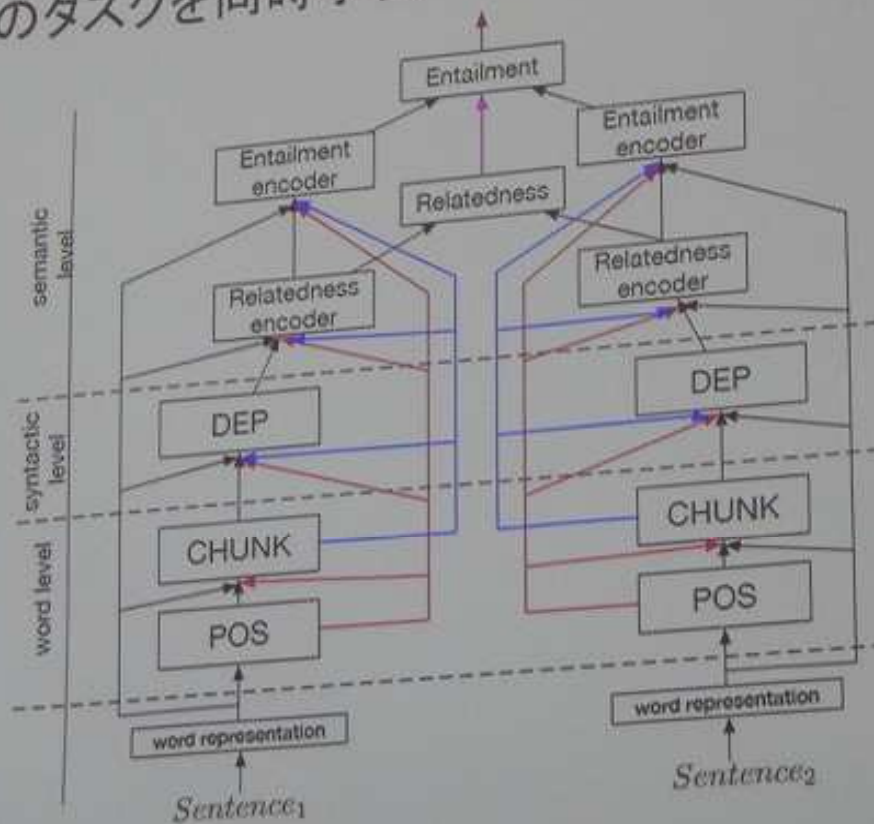 のタスクを同時
Entailment
Entailment
encoder
Entailment
encoder
Relatedness
Relatedness
encoder
Relatedness
encoder
DEP
DEP
CHUNK
CHUNK
POS
POS
word representation
word representation
Sentence₁
Sentence₂
semantic
level
syntactic
level
word level